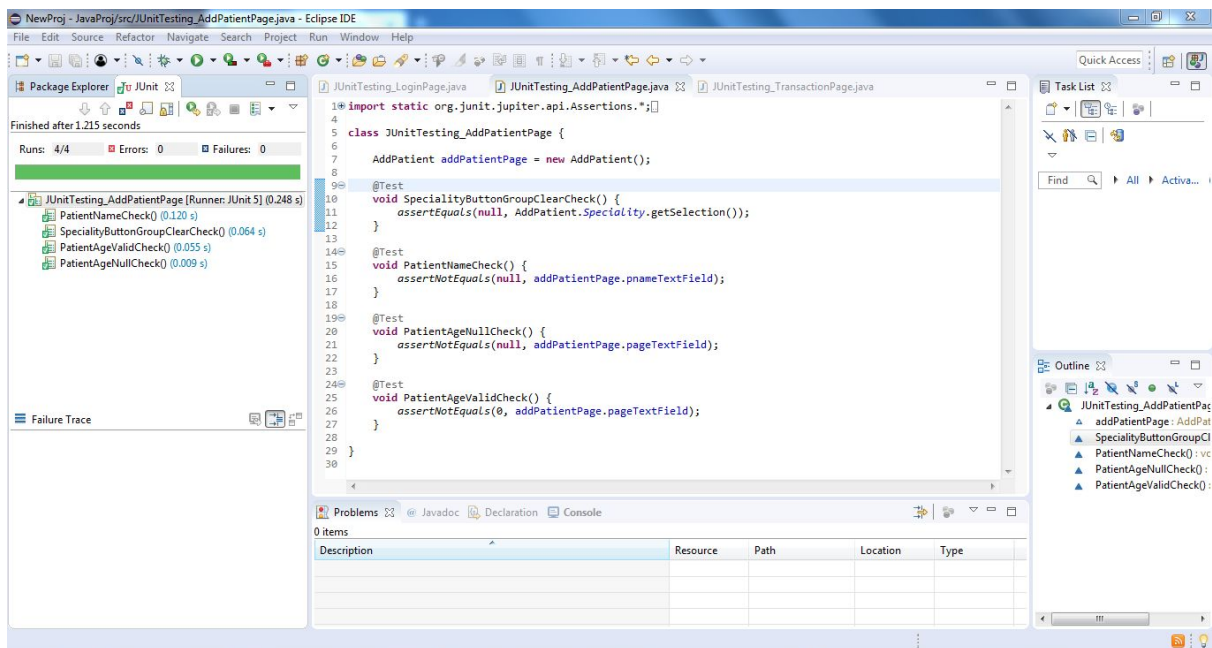 NewProj - JavaProj/src/JUnitTesting_AddPatientPage.java - Eclipse IDE
File Edit Source Refactor Navigate Search Project Run Window Help
Quick Access
Package Explorer JUnit
Finished after 1.215 seconds
Runs: 4/4 Errors: 0 Failures: 0
JUnitTesting_AddPatientPage [Runner: JUnit 5] (0.248 s)
PatientNameCheck() (0.120 s)
SpecialityButtonGroupClearCheck() (0.064 s)
PatientAgeValidCheck() (0.055 s)
PatientAgeNullCheck() (0.009 s)
Failure Trace
JUnitTesting_LoginPage.java JUnitTesting_AddPatientPage.java JUnitTesting_TransactionPage.java
1 import static org.junit.jupiter.api.Assertions.*;
4
5 class JUnitTesting_AddPatientPage {
6
7 AddPatient addPatientPage = new AddPatient();
8
9 @Test
10 void SpecialityButtonGroupClearCheck() {
11 assertEquals(null, AddPatient.Speciality.getSelection());
12 }
13
14 @Test
15 void PatientNameCheck() {
16 assertNotEquals(null, addPatientPage.pnameTextField);
17 }
18
19 @Test
20 void PatientAgeNullCheck() {
21 assertNotEquals(null, addPatientPage.pageTextField);
22 }
23
24 @Test
25 void PatientAgeValidCheck() {
26 assertNotEquals(0, addPatientPage.pageTextField);
27 }
28
29 }
30
Problems Javadoc Declaration Console
0 items
Description Resource Path Location Type
Task List
Find All Activa...
Outline
JUnitTesting_AddPatientPag
addPatientPage : AddPat
SpecialityButtonGroupCl
PatientNameCheck() : vo
PatientAgeNullCheck() :
PatientAgeValidCheck() :